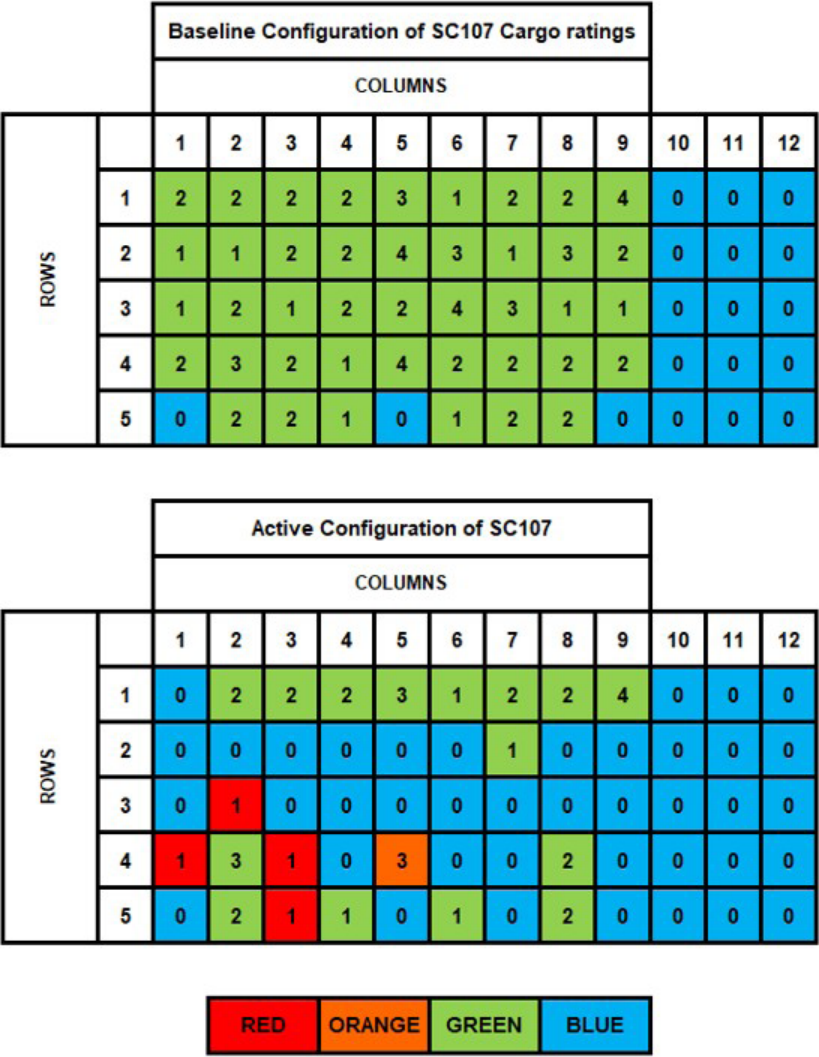 Baseline Configuration of SC107 Cargo ratings
COLUMNS
1 2 3 4 5 6 7 8 9 10 11 12
ROWS
1 2 2 2 2 3 1 2 2 4 0 0 0
2 1 1 2 2 4 3 1 3 2 0 0 0
3 1 2 1 2 2 4 3 1 1 0 0 0
4 2 3 2 1 4 2 2 2 2 0 0 0
5 0 2 2 1 0 1 2 2 0 0 0 0
Active Configuration of SC107
COLUMNS
1 2 3 4 5 6 7 8 9 10 11 12
ROWS
1 0 2 2 2 3 1 2 2 4 0 0 0
2 0 0 0 0 0 0 1 0 0 0 0 0
3 0 1 0 0 0 0 0 0 0 0 0 0
4 1 3 1 0 3 0 0 2 0 0 0 0
5 0 2 1 1 0 1 0 2 0 0 0 0
RED ORANGE GREEN BLUE